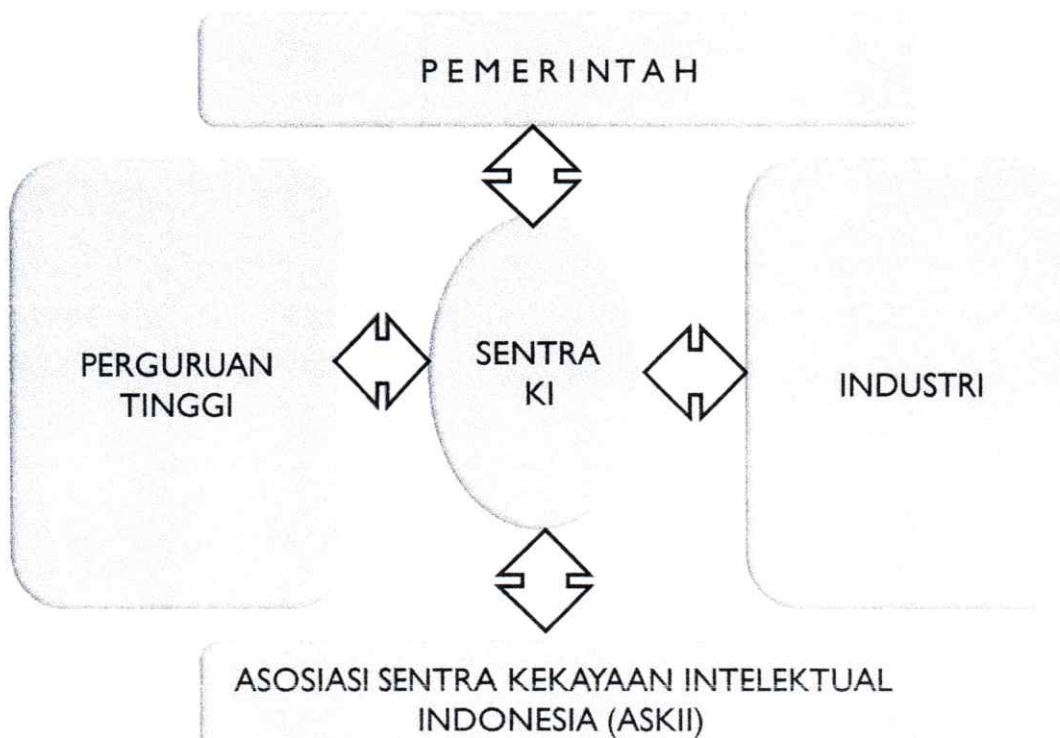 PEMERINTAH
PERGURUAN
TINGGI
SENTRA
KI
INDUSTRI
ASOSIASI SENTRA KEKAYAAN INTELEKTUAL
INDONESIA (ASKII)